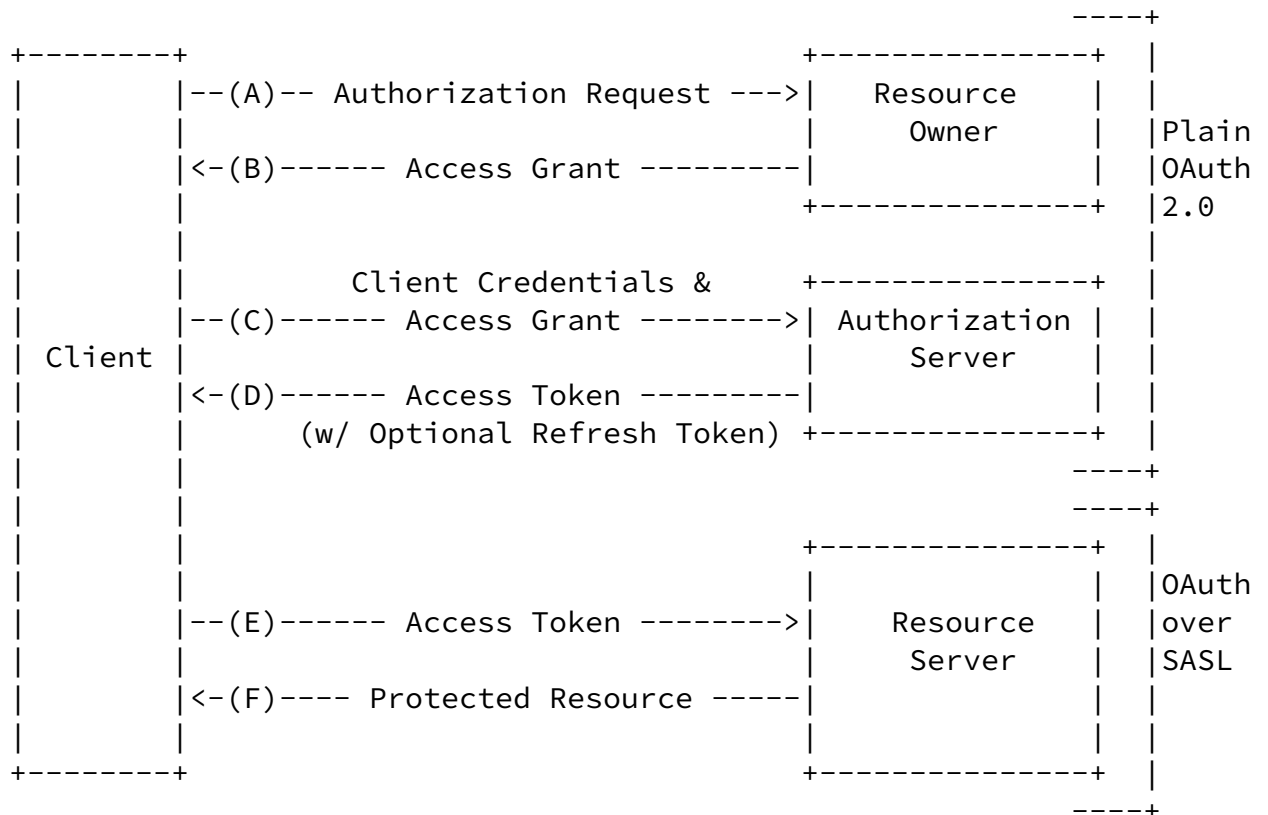 ----+
+--------+ +---------------+ |
| |--(A)-- Authorization Request --->| Resource | |
| | | Owner | |Plain
| |<-(B)------ Access Grant ---------| | |OAuth
| | +---------------+ |2.0
| | |
| | Client Credentials & +---------------+ |
| |--(C)------ Access Grant -------->| Authorization | |
| Client | | Server | |
| |<-(D)------ Access Token ---------| | |
| | (w/ Optional Refresh Token) +---------------+ |
| | ----+
| | ----+
| | +---------------+ |
| | | | |OAuth
| |--(E)------ Access Token -------->| Resource | |over
| | | Server | |SASL
| |<-(F)---- Protected Resource -----| | |
| | | | |
+--------+ +---------------+ |
----+